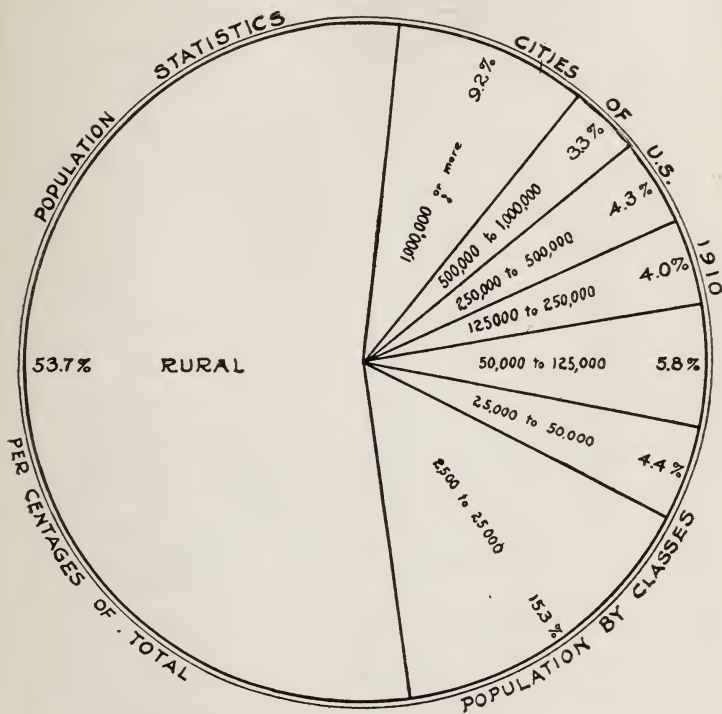 POPULATION STATISTICS
CITIES OF U.S. 1910
PER CENTAGES OF TOTAL
POPULATION BY CLASSES
9.2%
1,000,000 or more
3.3%
500,000 to 1,000,000
4.3%
250,000 to 500,000
4.0%
125000 to 250,000
53.7% RURAL
50,000 to 125,000 5.8%
25,000 to 50,000
4.4%
2,500 to 25000
15.3%